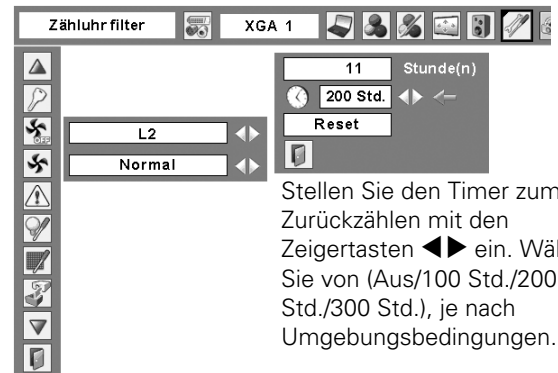 Zähluhr filter XGA 1
11 Stunde(n)
200 Std.
Reset
OFF
L2
Normal
Stellen Sie den Timer zum
Zurückzählen mit den
Zeigertasten ◀▶ ein.
Sie von (Aus/100 Std./200
Std./300 Std.), je nach
Umgebungsbedingungen.